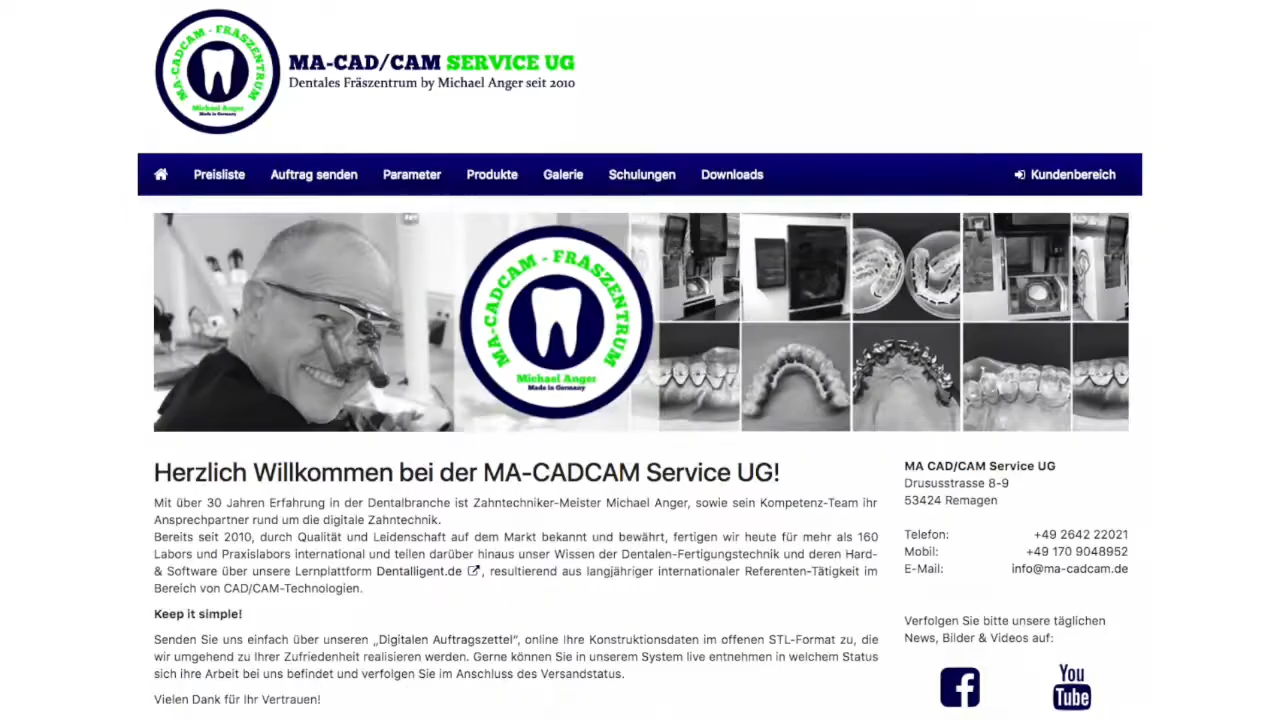 MA-CADCAM - FRÄSZENTRUM
Michael Anger
Made in Germany
MA-CAD/CAM SERVICE UG
Dentales Fräszentrum by Michael Anger seit 2010
Preisliste Auftrag senden Parameter Produkte Galerie Schulungen Downloads Kundenbereich
MA-CADCAM - FRÄSZENTRUM
Michael Anger
Made in Germany
Herzlich Willkommen bei der MA-CADCAM Service UG!
Mit über 30 Jahren Erfahrung in der Dentalbranche ist Zahntechniker-Meister Michael Anger, sowie sein Kompetenz-Team ihr
Ansprechpartner rund um die digitale Zahntechnik.
Bereits seit 2010, durch Qualität und Leidenschaft auf dem Markt bekannt und bewährt, fertigen wir heute für mehr als 160
Labors und Praxislabors international und teilen darüber hinaus unser Wissen der Dentalen-Fertigungstechnik und deren Hard-
& Software über unsere Lernplattform Dentalligent.de , resultierend aus langjähriger internationaler Referenten-Tätigkeit im
Bereich von CAD/CAM-Technologien.
Keep it simple!
Senden Sie uns einfach über unseren „Digitalen Auftragszettel“, online Ihre Konstruktionsdaten im offenen STL-Format zu, die
wir umgehend zu Ihrer Zufriedenheit realisieren werden. Gerne können Sie in unserem System live entnehmen in welchem Status
sich ihre Arbeit bei uns befindet und verfolgen Sie im Anschluss des Versandstatus.
Vielen Dank für Ihr Vertrauen!
MA CAD/CAM Service UG
Drususstrasse 8-9
53424 Remagen
Telefon: +49 2642 22021
Mobil: +49 170 9048952
E-Mail: info@ma-cadcam.de
Verfolgen Sie bitte unsere täglichen
News, Bilder & Videos auf:
You
Tube